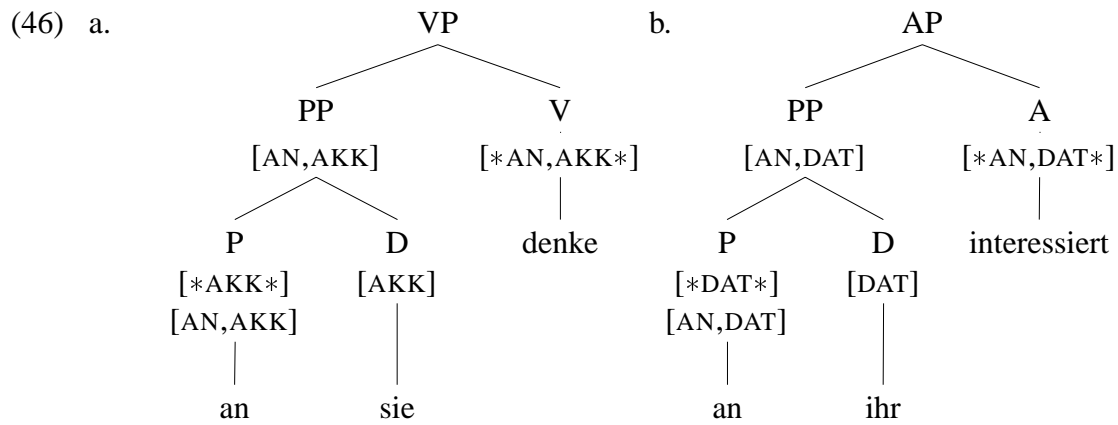 (46) a. VP b. AP
PP V PP A
[AN,AKK] [∗AN,AKK∗] [AN,DAT] [∗AN,DAT∗]
P D denke P D interessiert
[∗AKK∗] [AKK] [∗DAT∗] [DAT]
[AN,AKK] [AN,DAT]
an sie an ihr